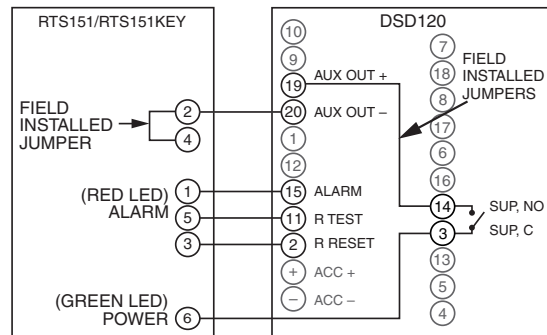 RTS151/RTS151KEY
DSD120
10
9
19 AUX OUT +
20 AUX OUT –
1
12
15 ALARM
11 R TEST
2 R RESET
+ ACC +
– ACC –
7
18
8
17
6
16
14
3
13
5
4
FIELD
INSTALLED
JUMPERS
SUP, NO
SUP, C
FIELD
INSTALLED
JUMPER
2
4
(RED LED)
ALARM
1
5
3
(GREEN LED)
POWER
6